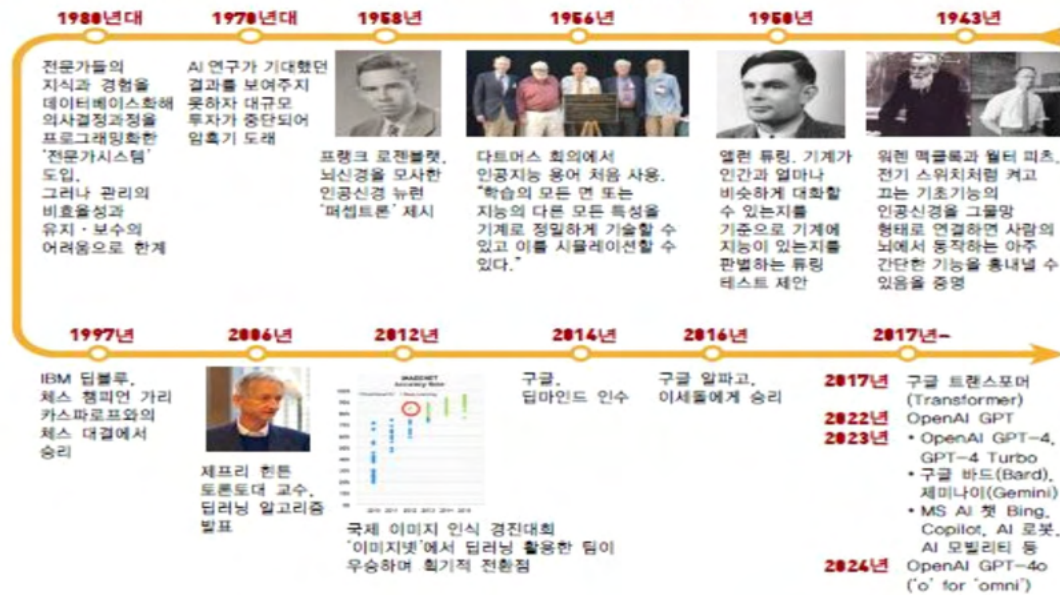 1980년대
전문가들의
지식과 경험을
데이터베이스화해
의사결정과정을
프로그래밍화한
'전문가시스템'
도입.
그러나 관리의
비효율성과
유지·보수의
어려움으로 한계
1970년대
AI 연구가 기대했던
결과를 보여주지
못하자 대규모
투자가 중단되어
암흑기 도래
1958년
프랭크 로젠블랫,
뇌신경을 모사한
인공신경 뉴런
'퍼셉트론' 제시
1956년
다트머스 회의에서
인공지능 용어 처음 사용.
"학습의 모든 면 또는
지능의 다른 모든 특성을
기계로 정밀하게 기술할 수
있고 이를 시뮬레이션할 수
있다."
1950년
앨런 튜링. 기계가
인간과 얼마나
비슷하게 대화할
수 있는지를
기준으로 기계에
지능이 있는지를
판별하는 튜링
테스트 제안
1943년
워렌 맥클록과 월터 피츠,
전기 스위치처럼 켜고
끄는 기초기능의
인공신경을 그물망
형태로 연결하면 사람의
뇌에서 동작하는 아주
간단한 기능을 흉내낼 수
있음을 증명
1997년
IBM 딥블루,
체스 챔피언 가리
카스파로프와의
체스 대결에서
승리
2006년
제프리 힌튼
토론토대 교수,
딥러닝 알고리즘
발표
2012년
IMAGENET
Accuracy Rate
국제 이미지 인식 경진대회
'이미지넷'에서 딥러닝 활용한 팀이
우승하며 획기적 전환점
2014년
구글,
딥마인드 인수
2016년
구글 알파고,
이세돌에게 승리
2017년~
2017년 구글 트랜스포머
(Transformer)
2022년 OpenAI GPT
2023년 • OpenAI GPT-4,
GPT-4 Turbo
• 구글 바드(Bard),
제미나이(Gemini)
• MS AI 챗 Bing,
Copilot, AI 로봇,
AI 모빌리티 등
2024년 OpenAI GPT-4o
('o' for 'omni')